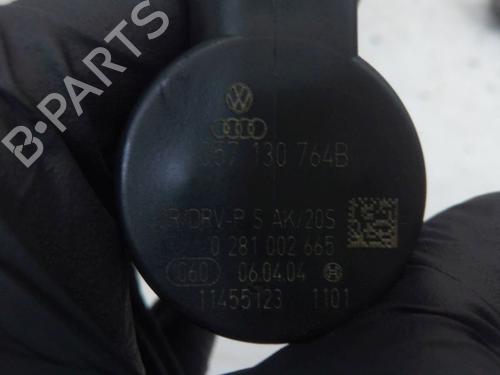 057 130 764B
R/DRV-P S AK/20S
0 281 002 665
060 06.04.04
11455123 1101
B-PARTS